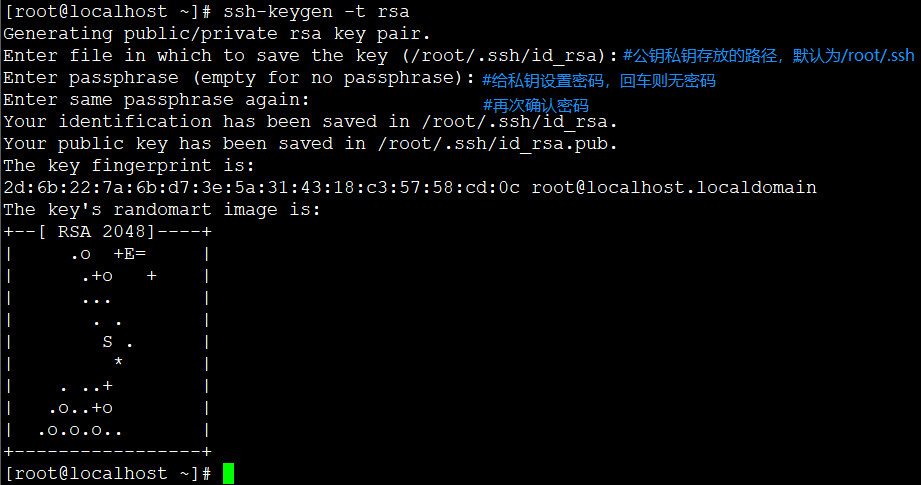 [root@localhost ~]# ssh-keygen -t rsa
Generating public/private rsa key pair.
Enter file in which to save the key (/root/.ssh/id_rsa): #公钥私钥存放的路径，默认为/root/.ssh
Enter passphrase (empty for no passphrase): #给私钥设置密码，回车则无密码
Enter same passphrase again: #再次确认密码
Your identification has been saved in /root/.ssh/id_rsa.
Your public key has been saved in /root/.ssh/id_rsa.pub.
The key fingerprint is:
2d:6b:22:7a:6b:d7:3e:5a:31:43:18:c3:57:58:cd:0c root@localhost.localdomain
The key's randomart image is:
+--[ RSA 2048]----+
|     .o  +E=     |
|      .+o   +    |
|      ...        |
|       . .       |
|        S .      |
|         *       |
|    . ..+        |
|   .o..+o        |
|  .o.o.o..       |
+-----------------+
[root@localhost ~]#